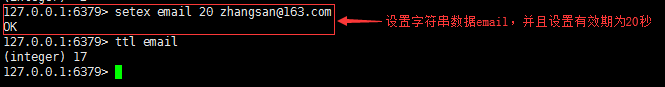 127.0.0.1:6379> setex email 20 zhangsan@163.com
OK
设置字符串数据email，并且设置有效期为20秒
127.0.0.1:6379> ttl email
(integer) 17
127.0.0.1:6379>